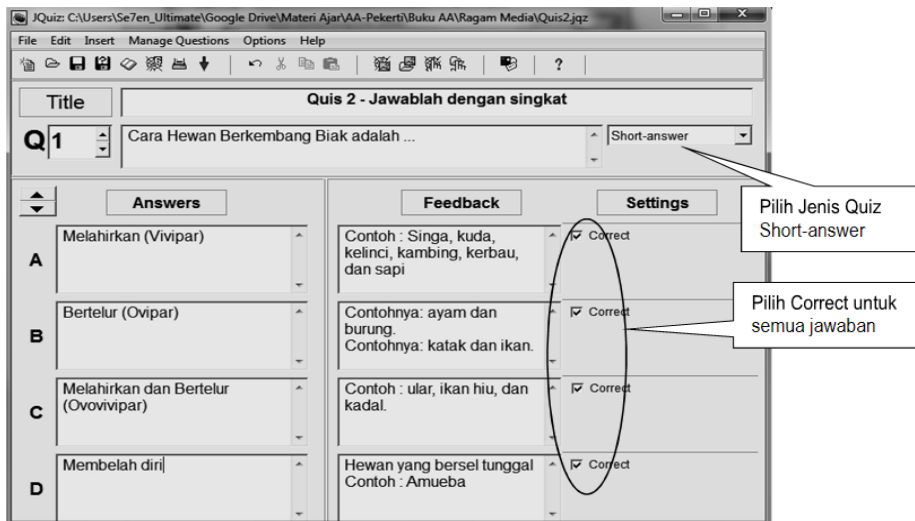 JQuiz: C:\Users\Se7en_Ultimate\Google Drive\Materi Ajar\AA-Pekerti\Buku AA\Ragam Media\Quis2.jqz
File Edit Insert Manage Questions Options Help
Title
Quis 2 - Jawablah dengan singkat
Q 1
Cara Hewan Berkembang Biak adalah ...
Short-answer
Answers
Feedback
Settings
Pilih Jenis Quiz
Short-answer
A
Melahirkan (Vivipar)
Contoh : Singa, kuda,
kelinci, kambing, kerbau,
dan sapi
Correct
Pilih Correct untuk
semua jawaban
B
Bertelur (Ovipar)
Contohnya: ayam dan
burung.
Contohnya: katak dan ikan.
Correct
C
Melahirkan dan Bertelur
(Ovovivipar)
Contoh : ular, ikan hiu, dan
kadal.
Correct
D
Membelah diri
Hewan yang bersel tunggal
Contoh : Amueba
Correct